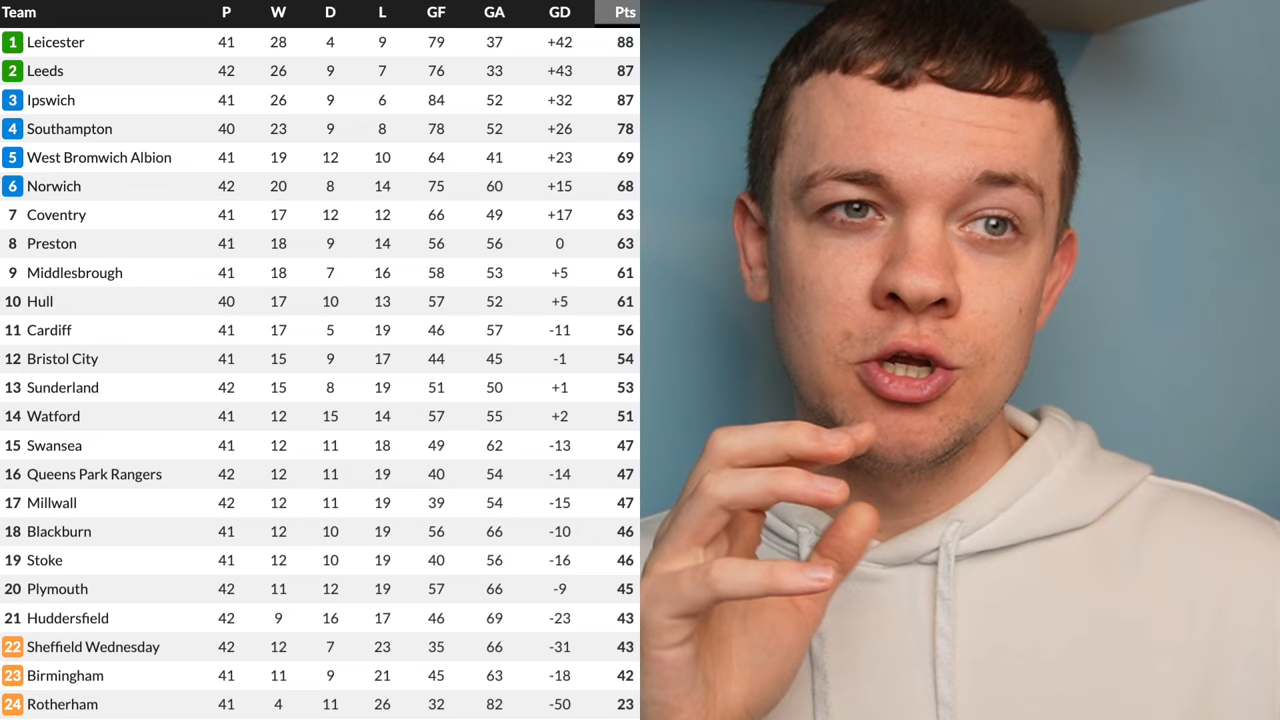 Team P W D L GF GA GD Pts
1 Leicester 41 28 4 9 79 37 +42 88
2 Leeds 42 26 9 7 76 33 +43 87
3 Ipswich 41 26 9 6 84 52 +32 87
4 Southampton 40 23 9 8 78 52 +26 78
5 West Bromwich Albion 41 19 12 10 64 41 +23 69
6 Norwich 42 20 8 14 75 60 +15 68
7 Coventry 41 17 12 12 66 49 +17 63
8 Preston 41 18 9 14 56 56 0 63
9 Middlesbrough 41 18 7 16 58 53 +5 61
10 Hull 40 17 10 13 57 52 +5 61
11 Cardiff 41 17 5 19 46 57 -11 56
12 Bristol City 41 15 9 17 44 45 -1 54
13 Sunderland 42 15 8 19 51 50 +1 53
14 Watford 41 12 15 14 57 55 +2 51
15 Swansea 41 12 11 18 49 62 -13 47
16 Queens Park Rangers 42 12 11 19 40 54 -14 47
17 Millwall 42 12 11 19 39 54 -15 47
18 Blackburn 41 12 10 19 56 66 -10 46
19 Stoke 41 12 10 19 40 56 -16 46
20 Plymouth 42 11 12 19 57 66 -9 45
21 Huddersfield 42 9 16 17 46 69 -23 43
22 Sheffield Wednesday 42 12 7 23 35 66 -31 43
23 Birmingham 41 11 9 21 45 63 -18 42
24 Rotherham 41 4 11 26 32 82 -50 23